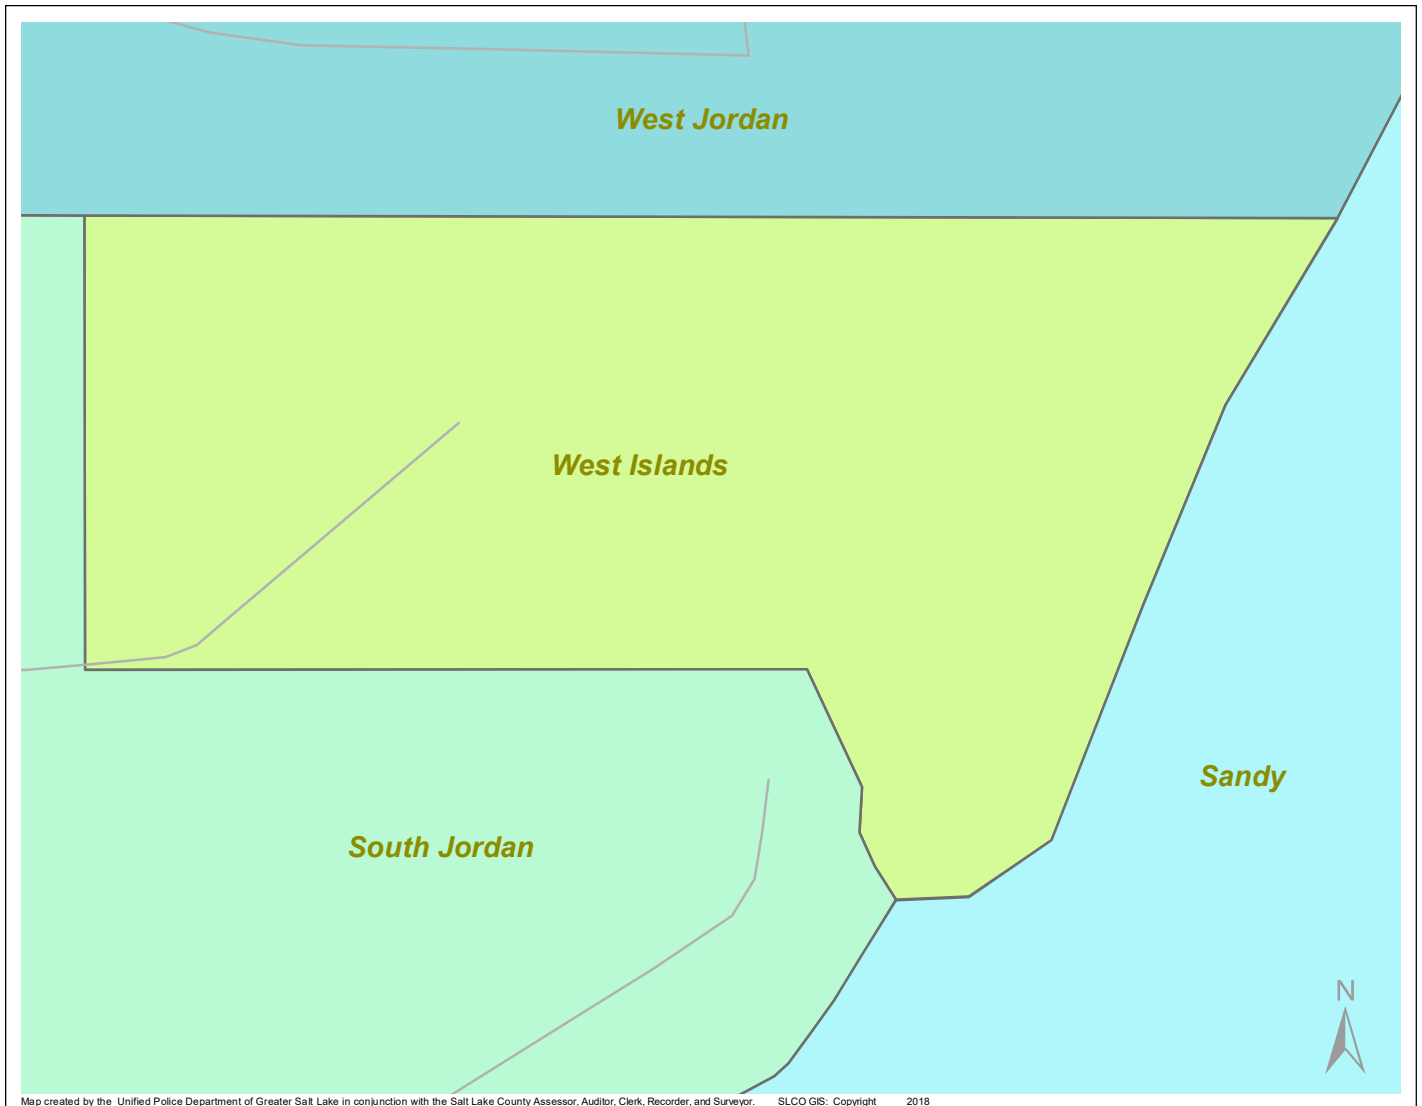 West Jordan
West Islands
Sandy
South Jordan
N
Map created by the Unified Police Department of Greater Salt Lake in conjunction with the Salt Lake County Assessor, Auditor, Clerk, Recorder, and Surveyor. SLCO GIS: Copyright 2018